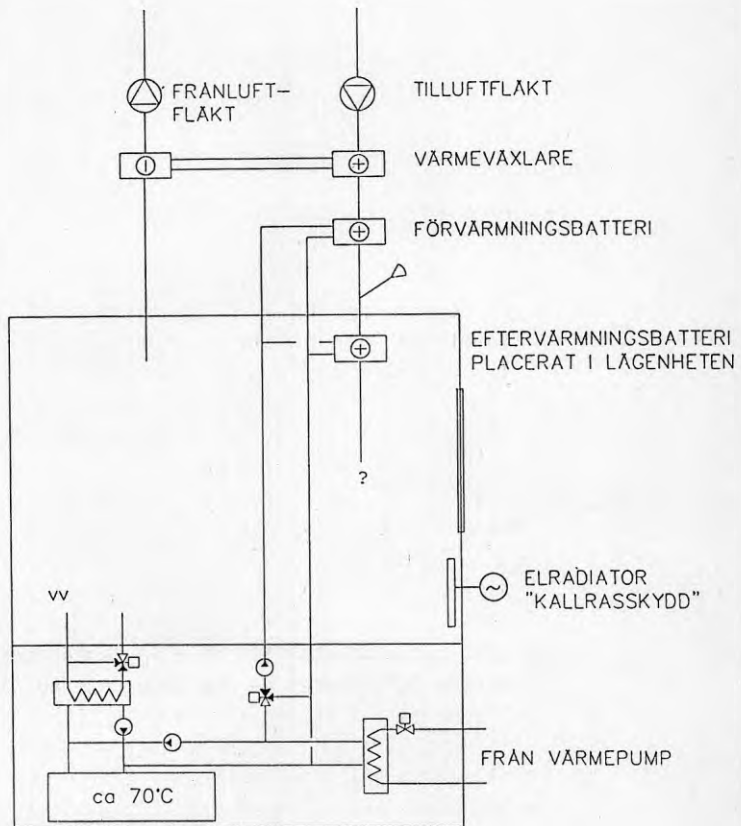 FRÅNLUFT-
FLÄKT
TILLUFTFLÄKT
VÄRMEVÄXLARE
FÖRVÄRMNINGSBATTERI
EFTERVÄRMNINGSBATTERI
PLACERAT I LÄGENHETEN
?
ELRADIATOR
"KALLRASSKYDD"
VV
FRÅN VÄRMEPUMP
ca 70°C